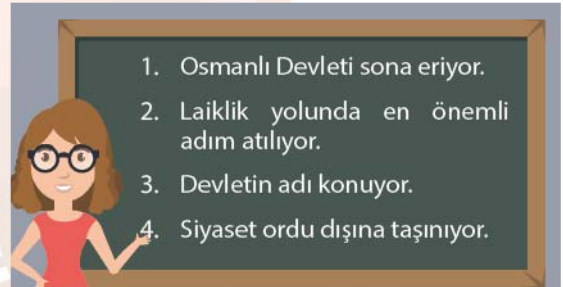 1. Osmanlı Devleti sona eriyor.
2. Laiklik yolunda en önemli
adım atılıyor.
3. Devletin adı konuyor.
4. Siyaset ordu dışına taşınıyor.